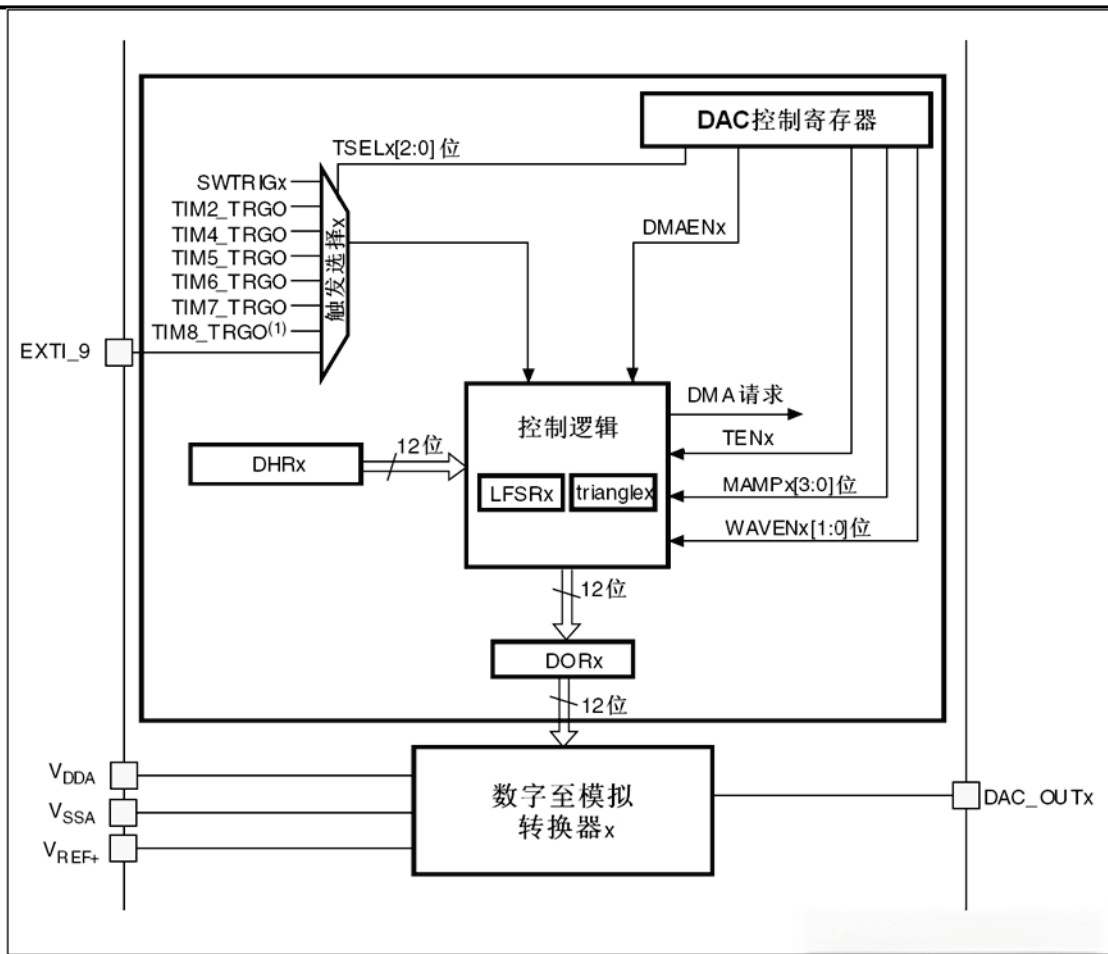 DAC控制寄存器
TSELx[2:0] 位
SWTRIGx
TIM2_TRGO
TIM4_TRGO
TIM5_TRGO
TIM6_TRGO
TIM7_TRGO
TIM8_TRGO(1)
触发选择x
DMAENx
EXTI_9
DMA请求
控制逻辑
TENx
12位
DHRx
LFSRx
trianglex
MAMPx[3:0]位
WAVENx[1:0]位
12位
DORx
12位
VDDA
VSSA
VREF+
数字至模拟
转换器x
DAC_OUTx